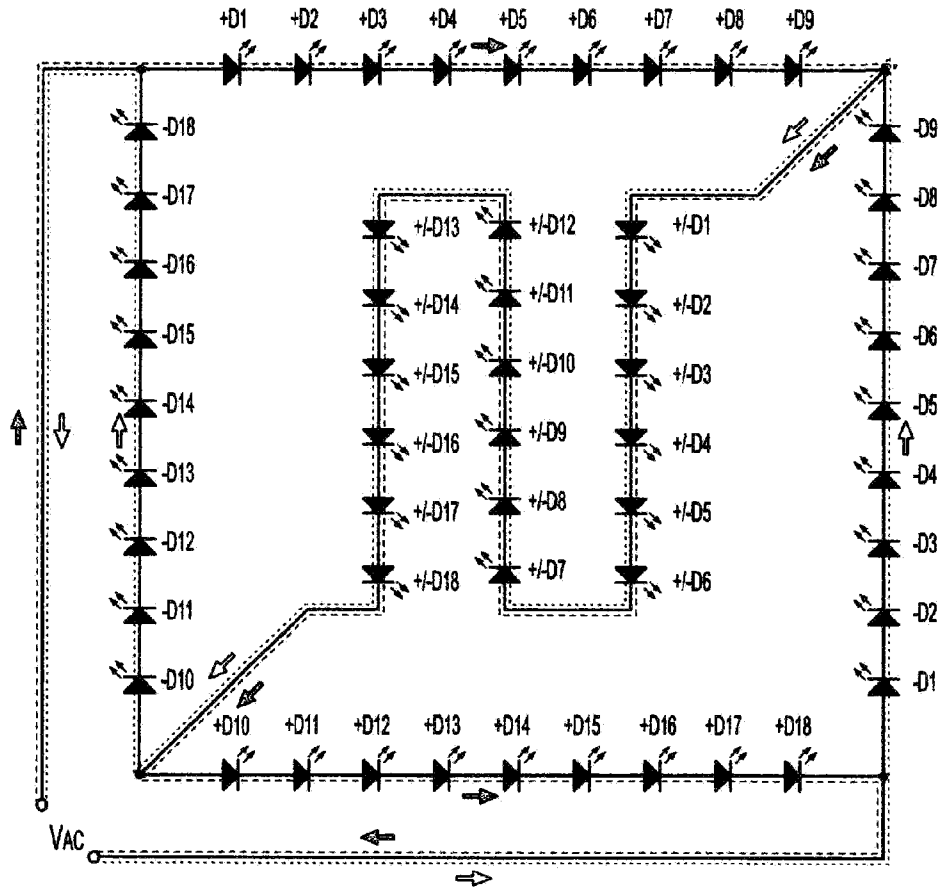 +D1 +D2 +D3 +D4 +D5 +D6 +D7 +D8 +D9
-D18 -D9
-D17 -D8
+/-D13 +/-D12 +/-D1
-D16 -D7
+/-D14 +/-D11 +/-D2
-D15 -D6
+/-D15 +/-D10 +/-D3
-D14 -D5
+/-D16 +/-D9 +/-D4
-D13 -D4
+/-D17 +/-D8 +/-D5
-D12 -D3
+/-D18 +/-D7 +/-D6
-D11 -D2
-D10 -D1
+D10 +D11 +D12 +D13 +D14 +D15 +D16 +D17 +D18
VAC